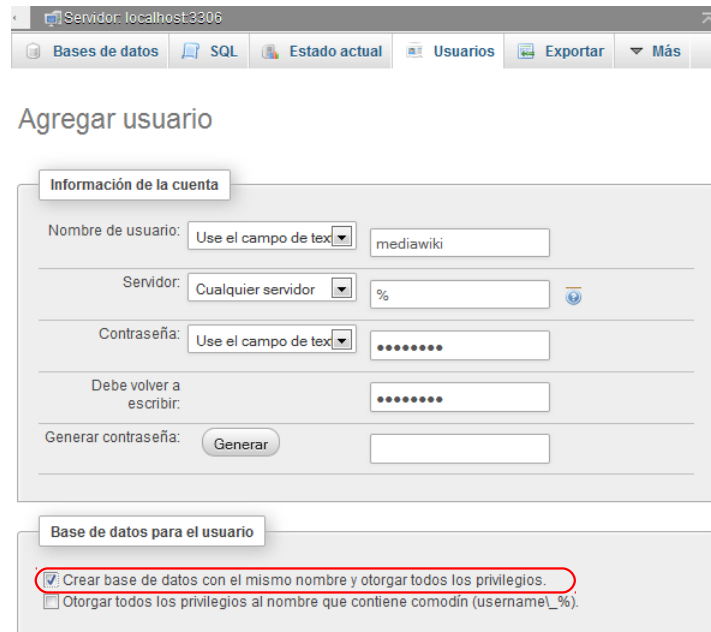 Servidor: localhost:3306
Bases de datos SQL Estado actual Usuarios Exportar Más
Agregar usuario
Información de la cuenta
Nombre de usuario: Use el campo de tex mediawiki
Servidor: Cualquier servidor %
Contraseña: Use el campo de tex ••••••••
Debe volver a
escribir: ••••••••
Generar contraseña: Generar
Base de datos para el usuario
Crear base de datos con el mismo nombre y otorgar todos los privilegios.
Otorgar todos los privilegios al nombre que contiene comodín (username\_%).